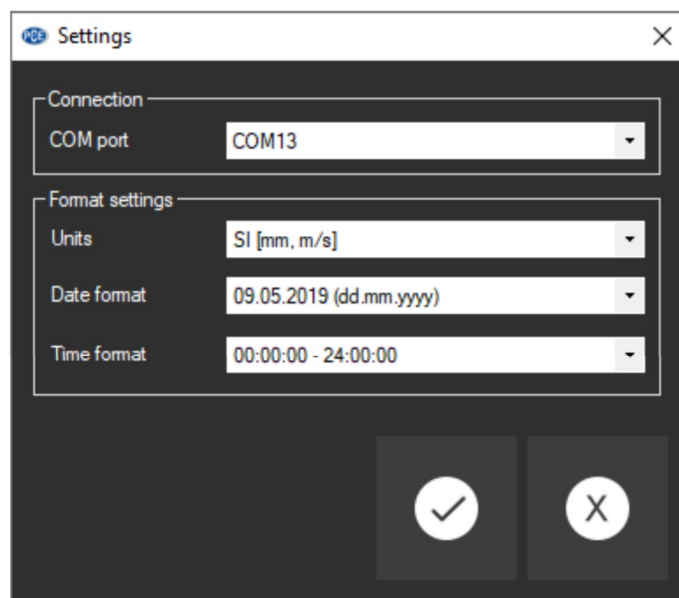 PCE Settings
Connection
COM port COM13
Format settings
Units SI [mm, m/s]
Date format 09.05.2019 (dd.mm.yyyy)
Time format 00:00:00 - 24:00:00
X